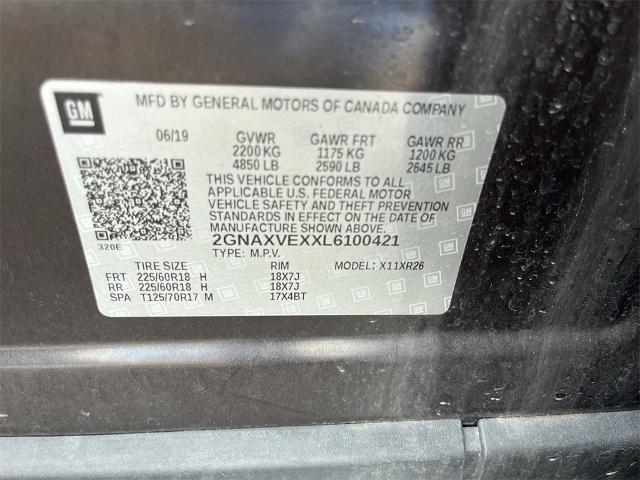 GM
MFD BY GENERAL MOTORS OF CANADA COMPANY
06/19 GVWR GAWR FRT GAWR RR
2200 KG 1175 KG 1200 KG
4850 LB 2590 LB 2645 LB
THIS VEHICLE CONFORMS TO ALL
APPLICABLE U.S. FEDERAL MOTOR
VEHICLE SAFETY AND THEFT PREVENTION
STANDARDS IN EFFECT ON THE DATE OF
MANUFACTURE SHOWN ABOVE.
320E 2GNAXVEXXL6100421
TYPE: M.P.V.
TIRE SIZE RIM MODEL: X11XR26
FRT 225/60R18 H 18X7J
RR 225/60R18 H 18X7J
SPA T125/70R17 M 17X4BT